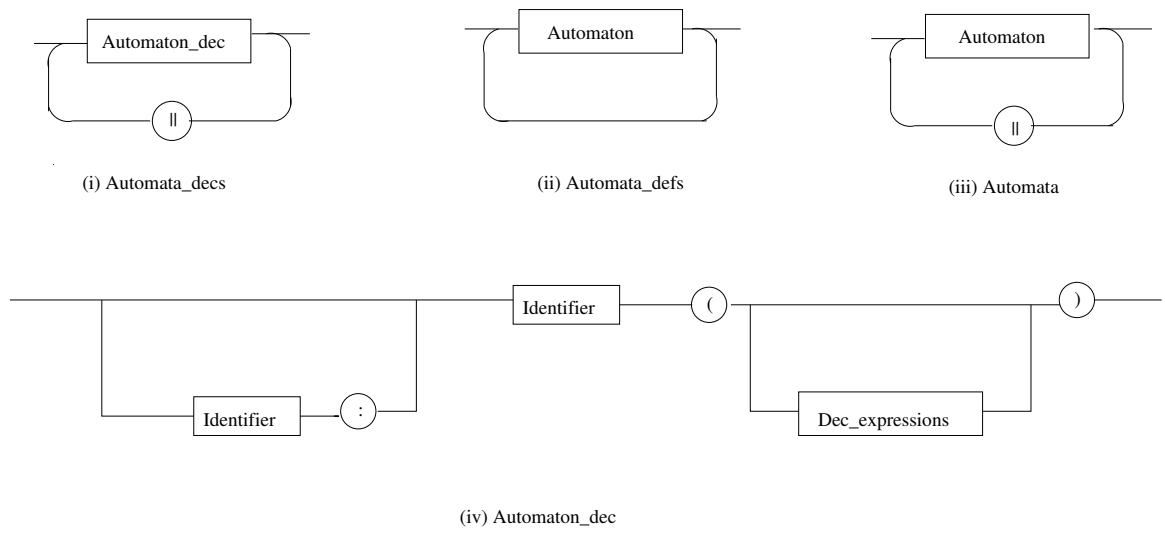 Automaton_dec
||
(i) Automata_decs
Automaton
(ii) Automata_defs
Automaton
||
(iii) Automata
Identifier
:
Identifier
(
Dec_expressions
)
(iv) Automaton_dec